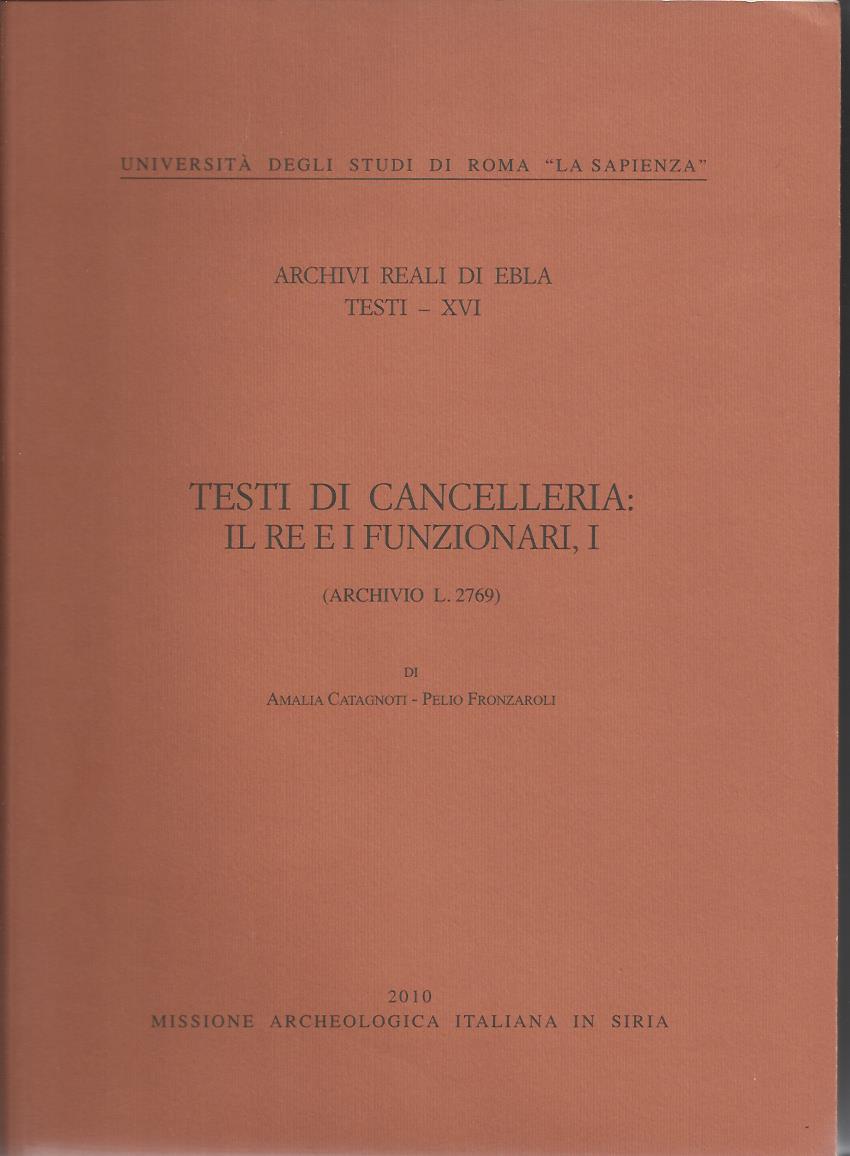 UNIVERSITÀ DEGLI STUDI DI ROMA "LA SAPIENZA"
ARCHIVI REALI DI EBLA
TESTI – XVI
TESTI DI CANCELLERIA:
IL RE E I FUNZIONARI, I
(ARCHIVIO L. 2769)
DI
AMALIA CATAGNOTI - PELIO FRONZAROLI
2010
MISSIONE ARCHEOLOGICA ITALIANA IN SIRIA